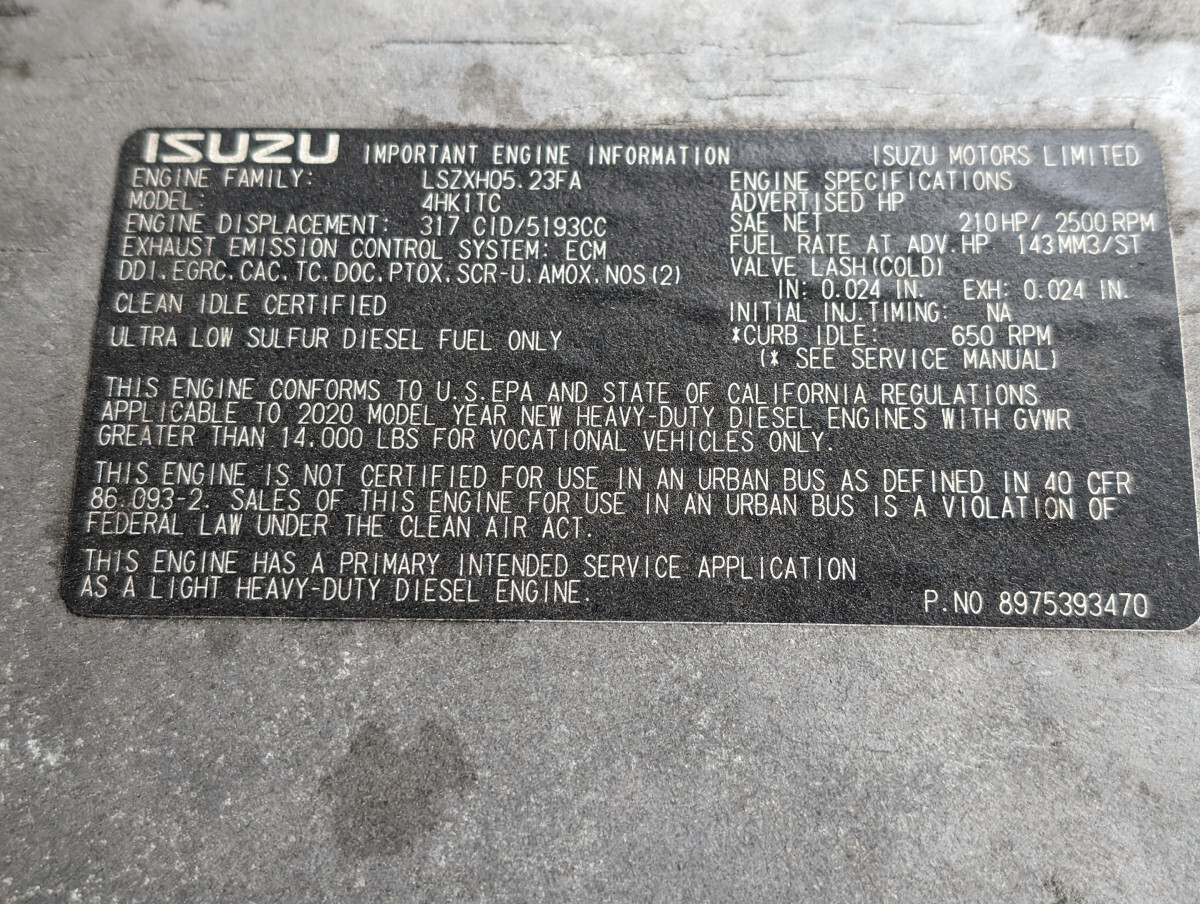 ISUZU IMPORTANT ENGINE INFORMATION ISUZU MOTORS LIMITED
ENGINE FAMILY: LSZXH05.23FA
MODEL: 4HK1TC
ENGINE DISPLACEMENT: 317 CID/5193CC
EXHAUST EMISSION CONTROL SYSTEM: ECM
DDI.EGRC.CAC.TC.DOC.PTOX.SCR-U.AMOX.NOS(2)
CLEAN IDLE CERTIFIED
ULTRA LOW SULFUR DIESEL FUEL ONLY
ENGINE SPECIFICATIONS
ADVERTISED HP
SAE NET 210HP/ 2500RPM
FUEL RATE AT ADV.HP 143MM3/ST
VALVE LASH(COLD)
IN: 0.024 IN. EXH: 0.024 IN.
INITIAL INJ.TIMING: NA
*CURB IDLE: 650 RPM
(* SEE SERVICE MANUAL)
THIS ENGINE CONFORMS TO U.S.EPA AND STATE OF CALIFORNIA REGULATIONS
APPLICABLE TO 2020 MODEL YEAR NEW HEAVY-DUTY DIESEL ENGINES WITH GVWR
GREATER THAN 14.000 LBS FOR VOCATIONAL VEHICLES ONLY.
THIS ENGINE IS NOT CERTIFIED FOR USE IN AN URBAN BUS AS DEFINED IN 40 CFR
86.093-2. SALES OF THIS ENGINE FOR USE IN AN URBAN BUS IS A VIOLATION OF
FEDERAL LAW UNDER THE CLEAN AIR ACT.
THIS ENGINE HAS A PRIMARY INTENDED SERVICE APPLICATION
AS A LIGHT HEAVY-DUTY DIESEL ENGINE.
P.NO 8975393470